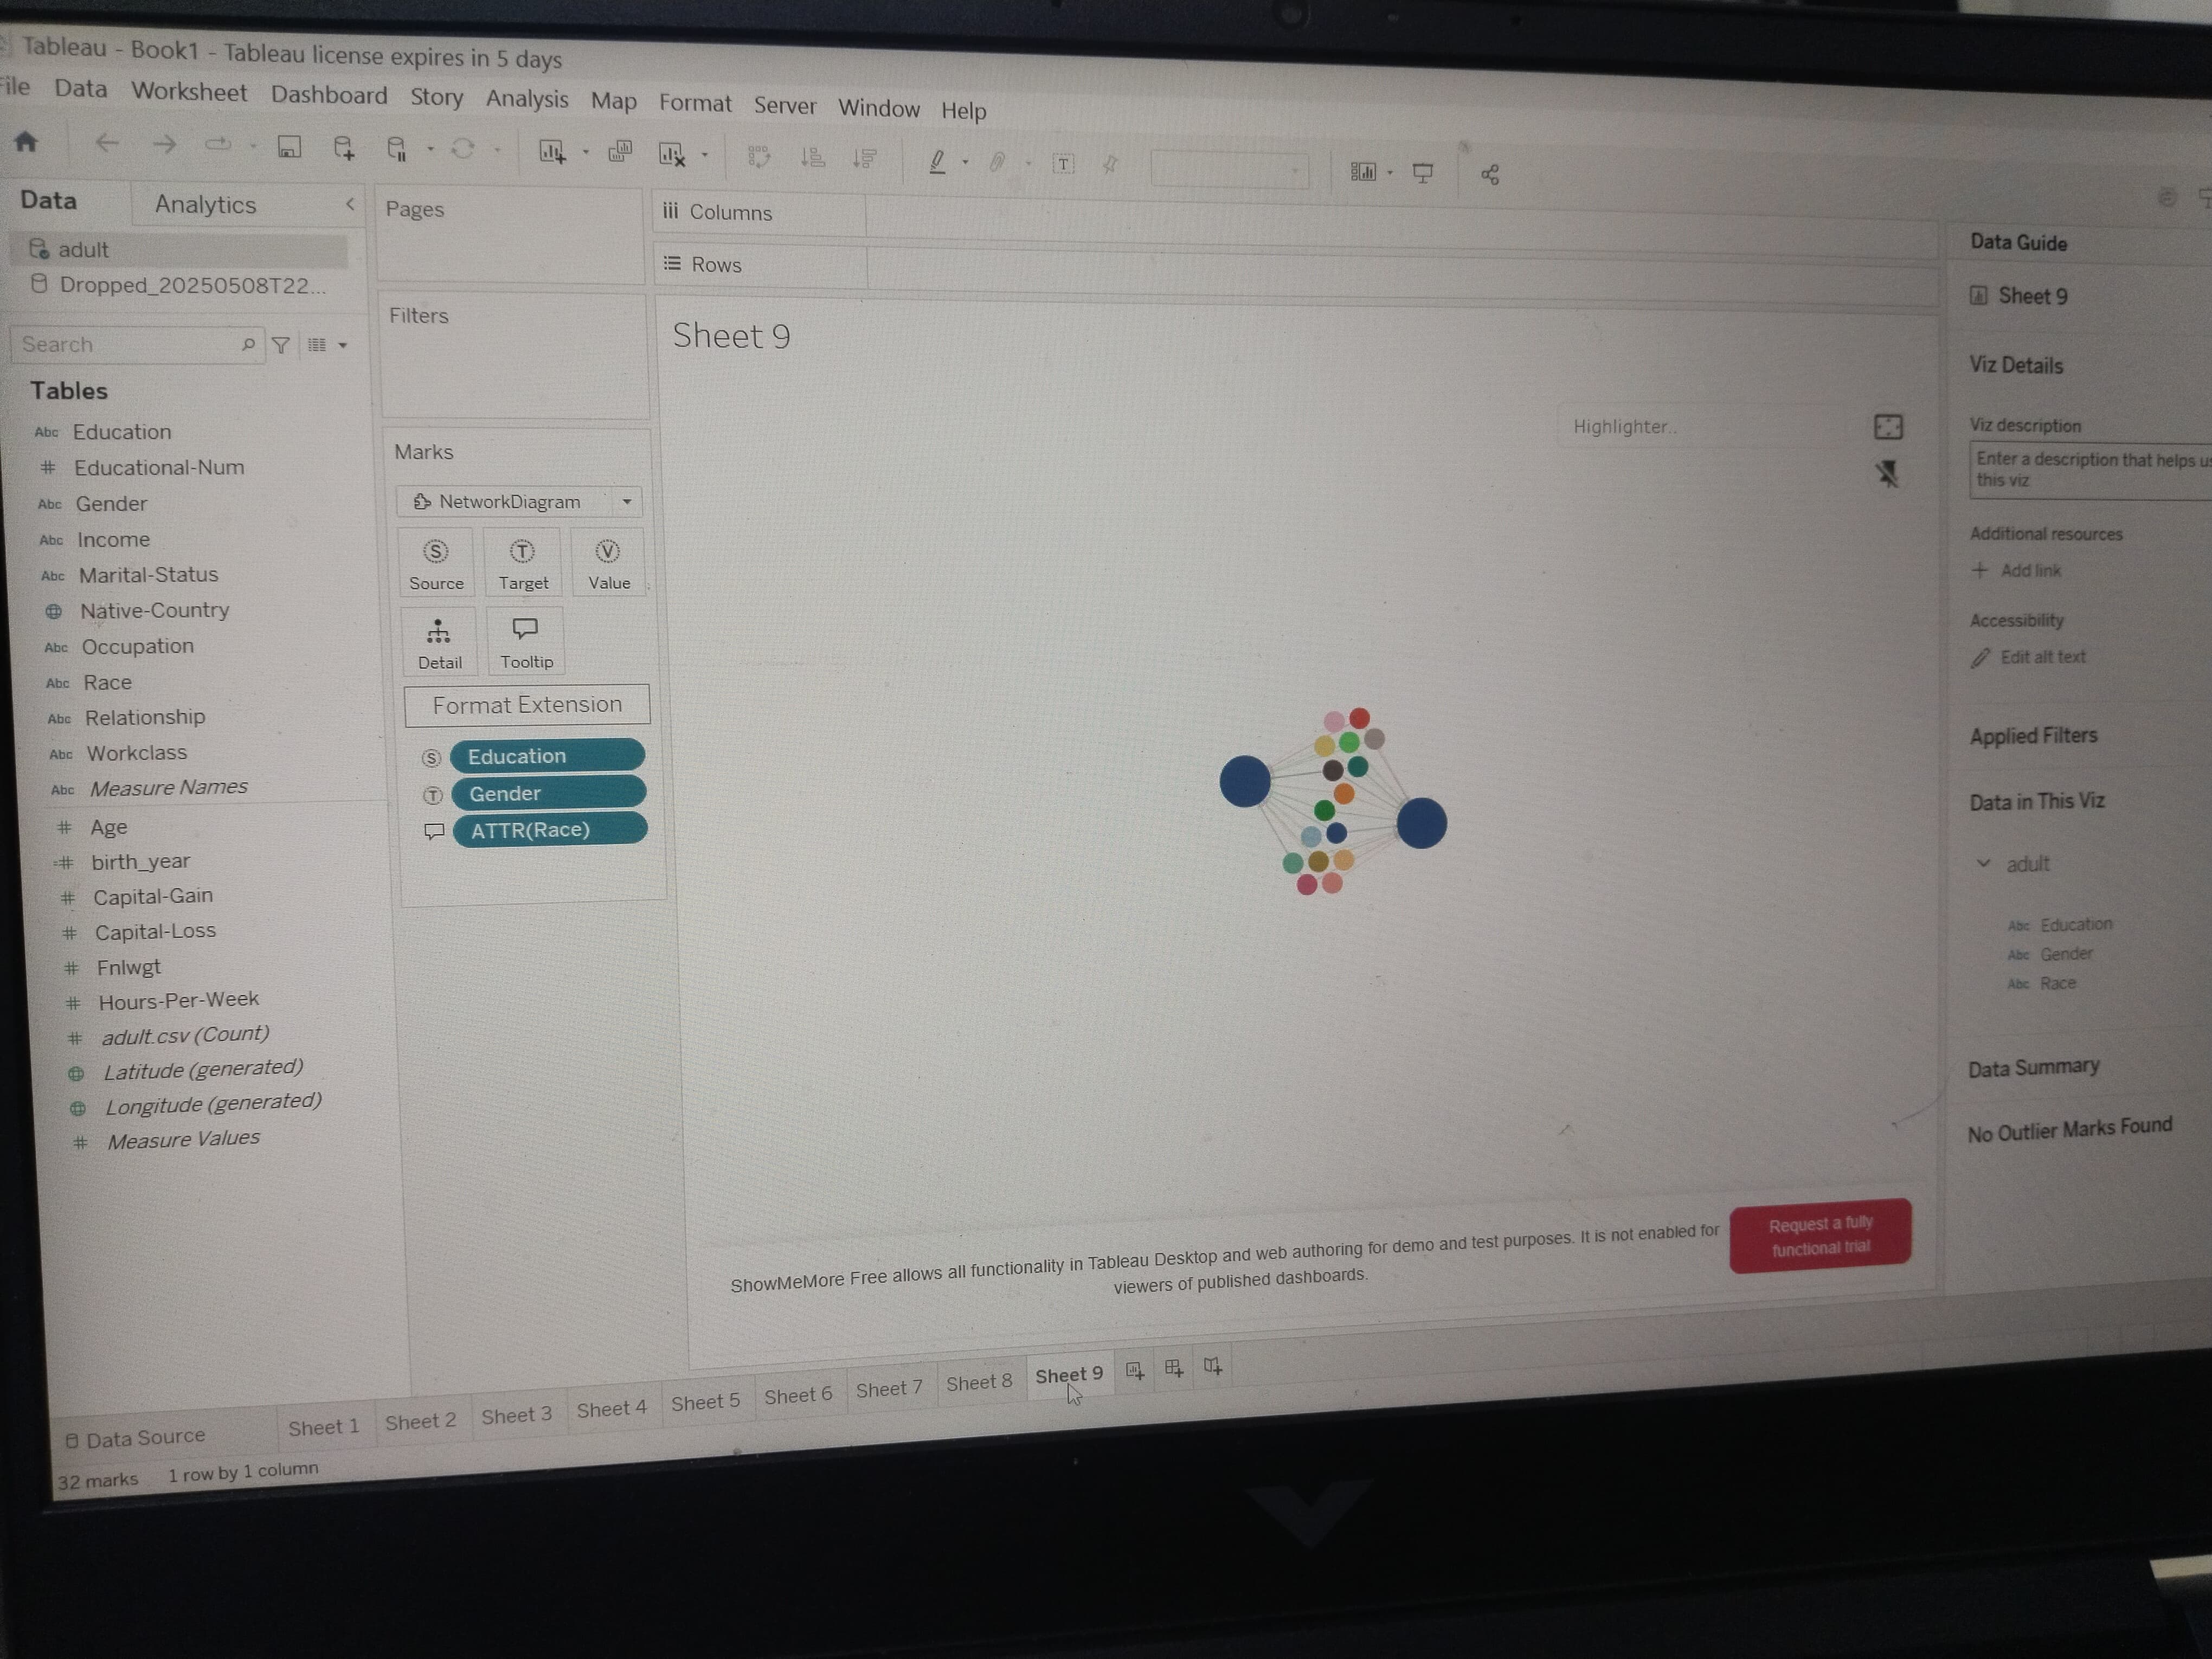 Tableau - Book1 - Tableau license expires in 5 days
File Data Worksheet Dashboard Story Analysis Map Format Server Window Help
Data Analytics
adult
Dropped_20250508T22...
Search
Tables
Abc Education
# Educational-Num
Abc Gender
Abc Income
Abc Marital-Status
Native-Country
Abc Occupation
Abc Race
Abc Relationship
Abc Workclass
Abc Measure Names
# Age
=# birth_year
# Capital-Gain
# Capital-Loss
# Fnlwgt
# Hours-Per-Week
# adult.csv (Count)
Latitude (generated)
Longitude (generated)
# Measure Values
Pages
Filters
Marks
NetworkDiagram
S T V
Source Target Value
Detail Tooltip
Format Extension
S Education
T Gender
ATTR(Race)
T
iii Columns
Rows
Sheet 9
Highlighter..
ShowMeMore Free allows all functionality in Tableau Desktop and web authoring for demo and test purposes. It is not enabled for
viewers of published dashboards.
Request a fully
functional trial
Data Guide
Sheet 9
Viz Details
Viz description
Enter a description that helps us
this viz
Additional resources
+ Add link
Accessibility
Edit alt text
Applied Filters
Data in This Viz
adult
Abc Education
Abc Gender
Abc Race
Data Summary
No Outlier Marks Found
Data Source Sheet 1 Sheet 2 Sheet 3 Sheet 4 Sheet 5 Sheet 6 Sheet 7 Sheet 8 Sheet 9
32 marks 1 row by 1 column